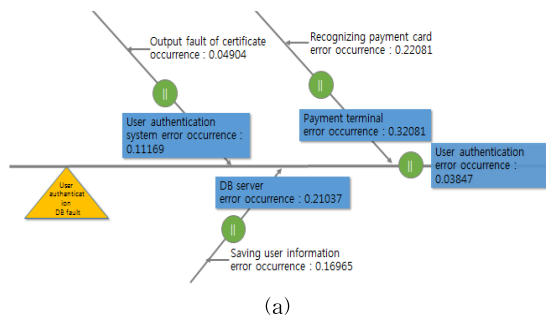 Output fault of certificate
occurrence : 0.04904
Recognizing payment card
error occurrence : 0.22081
||
||
User authentication
system error occurrence :
0.11169
Payment terminal
error occurrence : 0.32081
||
User authentication
error occurrence :
0.03847
User
authenticat
ion
DB fault
DB server
error occurrence : 0.21037
||
Saving user information
error occurrence : 0.16965
(a)